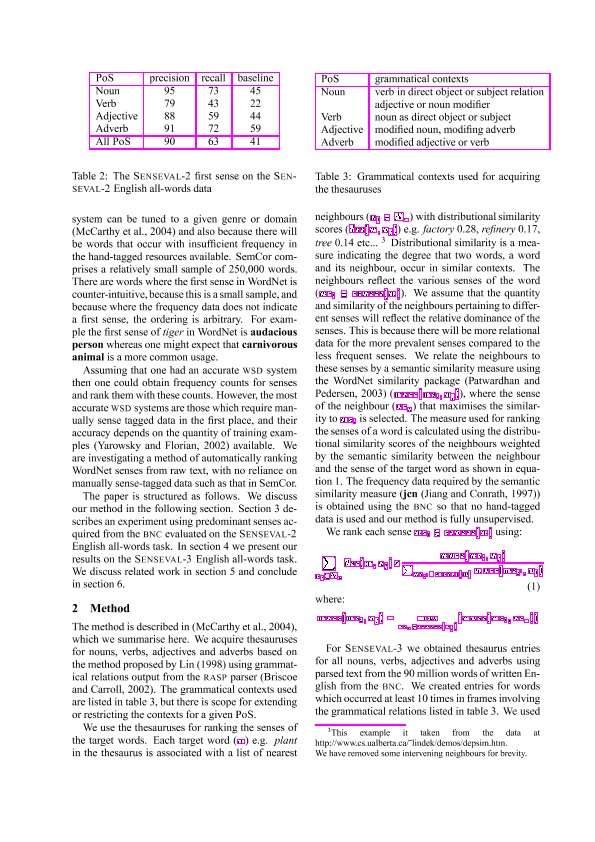 PoS precision recall baseline
Noun 95 73 45
Verb 79 43 22
Adjective 88 59 44
Adverb 91 72 59
All PoS 90 63 41
Table 2: The SENSEVAL-2 first sense on the SEN-
SEVAL-2 English all-words data
system can be tuned to a given genre or domain
(McCarthy et al., 2004) and also because there will
be words that occur with insufficient frequency in
the hand-tagged resources available. SemCor com-
prises a relatively small sample of 250,000 words.
There are words where the first sense in WordNet is
counter-intuitive, because this is a small sample, and
because where the frequency data does not indicate
a first sense, the ordering is arbitrary. For exam-
ple the first sense of tiger in WordNet is audacious
person whereas one might expect that carnivorous
animal is a more common usage.
Assuming that one had an accurate WSD system
then one could obtain frequency counts for senses
and rank them with these counts. However, the most
accurate WSD systems are those which require man-
ually sense tagged data in the first place, and their
accuracy depends on the quantity of training exam-
ples (Yarowsky and Florian, 2002) available. We
are investigating a method of automatically ranking
WordNet senses from raw text, with no reliance on
manually sense-tagged data such as that in SemCor.
The paper is structured as follows. We discuss
our method in the following section. Section 3 de-
scribes an experiment using predominant senses ac-
quired from the BNC evaluated on the SENSEVAL-2
English all-words task. In section 4 we present our
results on the SENSEVAL-3 English all-words task.
We discuss related work in section 5 and conclude
in section 6.
2 Method
The method is described in (McCarthy et al., 2004),
which we summarise here. We acquire thesauruses
for nouns, verbs, adjectives and adverbs based on
the method proposed by Lin (1998) using grammat-
ical relations output from the RASP parser (Briscoe
and Carroll, 2002). The grammatical contexts used
are listed in table 3, but there is scope for extending
or restricting the contexts for a given PoS.
We use the thesauruses for ranking the senses of
the target words. Each target word ( ) e.g. plant
in the thesaurus is associated with a list of nearest
PoS grammatical contexts
Noun verb in direct object or subject relation
adjective or noun modifier
Verb noun as direct object or subject
Adjective modified noun, modifing adverb
Adverb modified adjective or verb
Table 3: Grammatical contexts used for acquiring
the thesauruses
neighbours ( ) with distributional similarity
scores ( ) e.g. factory 0.28, refinery 0.17,
tree 0.14 etc... 3 Distributional similarity is a mea-
sure indicating the degree that two words, a word
and its neighbour, occur in similar contexts. The
neighbours reflect the various senses of the word
( ). We assume that the quantity
and similarity of the neighbours pertaining to differ-
ent senses will reflect the relative dominance of the
senses. This is because there will be more relational
data for the more prevalent senses compared to the
less frequent senses. We relate the neighbours to
these senses by a semantic similarity measure using
the WordNet similarity package (Patwardhan and
Pedersen, 2003) ( ), where the sense
of the neighbour ( ) that maximises the similar-
ity to is selected. The measure used for ranking
the senses of a word is calculated using the distribu-
tional similarity scores of the neighbours weighted
by the semantic similarity between the neighbour
and the sense of the target word as shown in equa-
tion 1. The frequency data required by the semantic
similarity measure (jcn (Jiang and Conrath, 1997))
is obtained using the BNC so that no hand-tagged
data is used and our method is fully unsupervised.
We rank each sense using:
(1)
where:
For SENSEVAL-3 we obtained thesaurus entries
for all nouns, verbs, adjectives and adverbs using
parsed text from the 90 million words of written En-
glish from the BNC. We created entries for words
which occurred at least 10 times in frames involving
the grammatical relations listed in table 3. We used
3This example it taken from the data at
http://www.cs.ualberta.ca/~lindek/demos/depsim.htm.
We have removed some intervening neighbours for brevity.